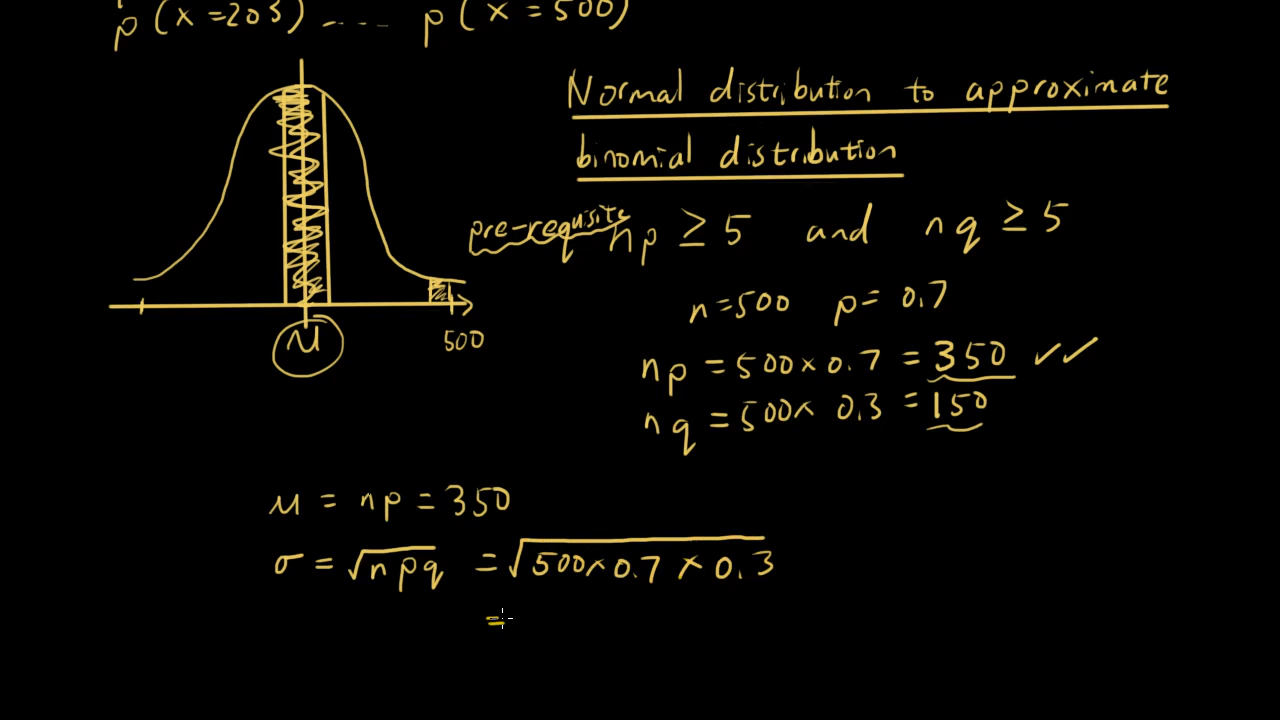 p (x = 203) ---- p (x = 500)
Normal distribution to approximate
binomial distribution
pre-requisite np ≥ 5 and nq ≥ 5
n=500 p= 0.7
np = 500 × 0.7 = 350 ✓✓
nq = 500 × 0.3 = 150
μ
500
μ = np = 350
σ = √npq = √500 × 0.7 × 0.3
=